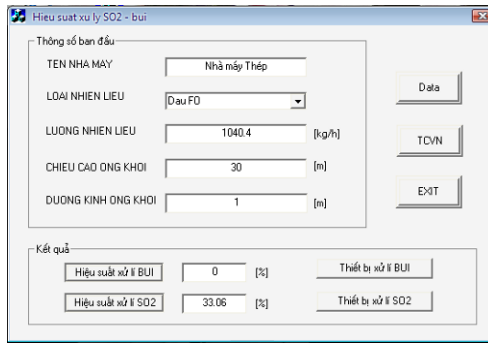 Hieu suat xu ly SO2 - bui
Thông số ban đầu
TEN NHA MAY Nhà máy Thép
LOAI NHIEN LIEU Dau FO
LUONG NHIEN LIEU 1040.4 [kg/h]
CHIEU CAO ONG KHOI 30 [m]
DUONG KINH ONG KHOI 1 [m]
Data
TCVN
EXIT
Kết quả
Hiệu suất xử lí BUI 0 [%] Thiết bị xử lí BUI
Hiệu suất xử lí SO2 33.06 [%] Thiết bị xử lí SO2